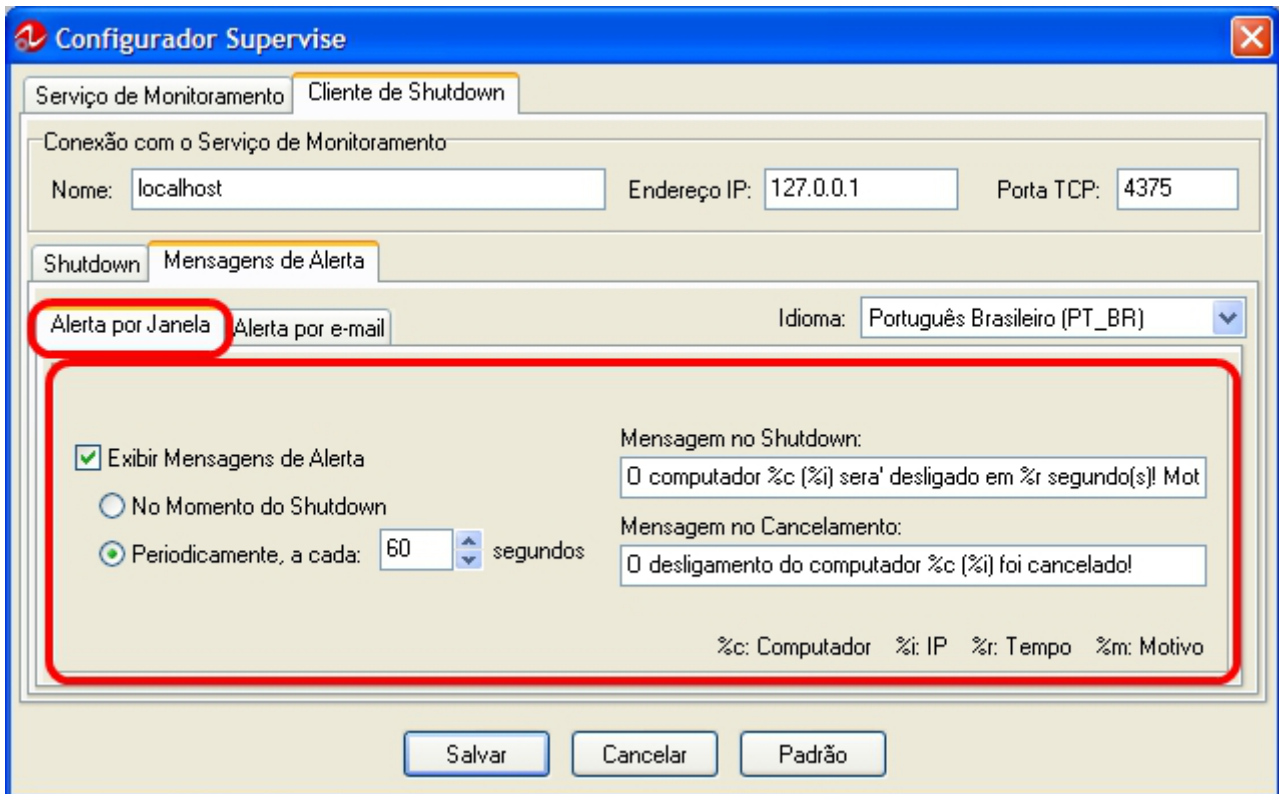 Configurador Supervise
Serviço de Monitoramento Cliente de Shutdown
Conexão com o Serviço de Monitoramento
Nome: localhost Endereço IP: 127.0.0.1 Porta TCP: 4375
Shutdown Mensagens de Alerta
Alerta por Janela Alerta por e-mail Idioma: Português Brasileiro (PT_BR)
Mensagem no Shutdown:
Exibir Mensagens de Alerta
O computador %c (%i) sera' desligado em %r segundo(s)! Mot
No Momento do Shutdown
Mensagem no Cancelamento:
Periodicamente, a cada: 60 segundos
O desligamento do computador %c (%i) foi cancelado!
%c: Computador %i: IP %r: Tempo %m: Motivo
Salvar Cancelar Padrão